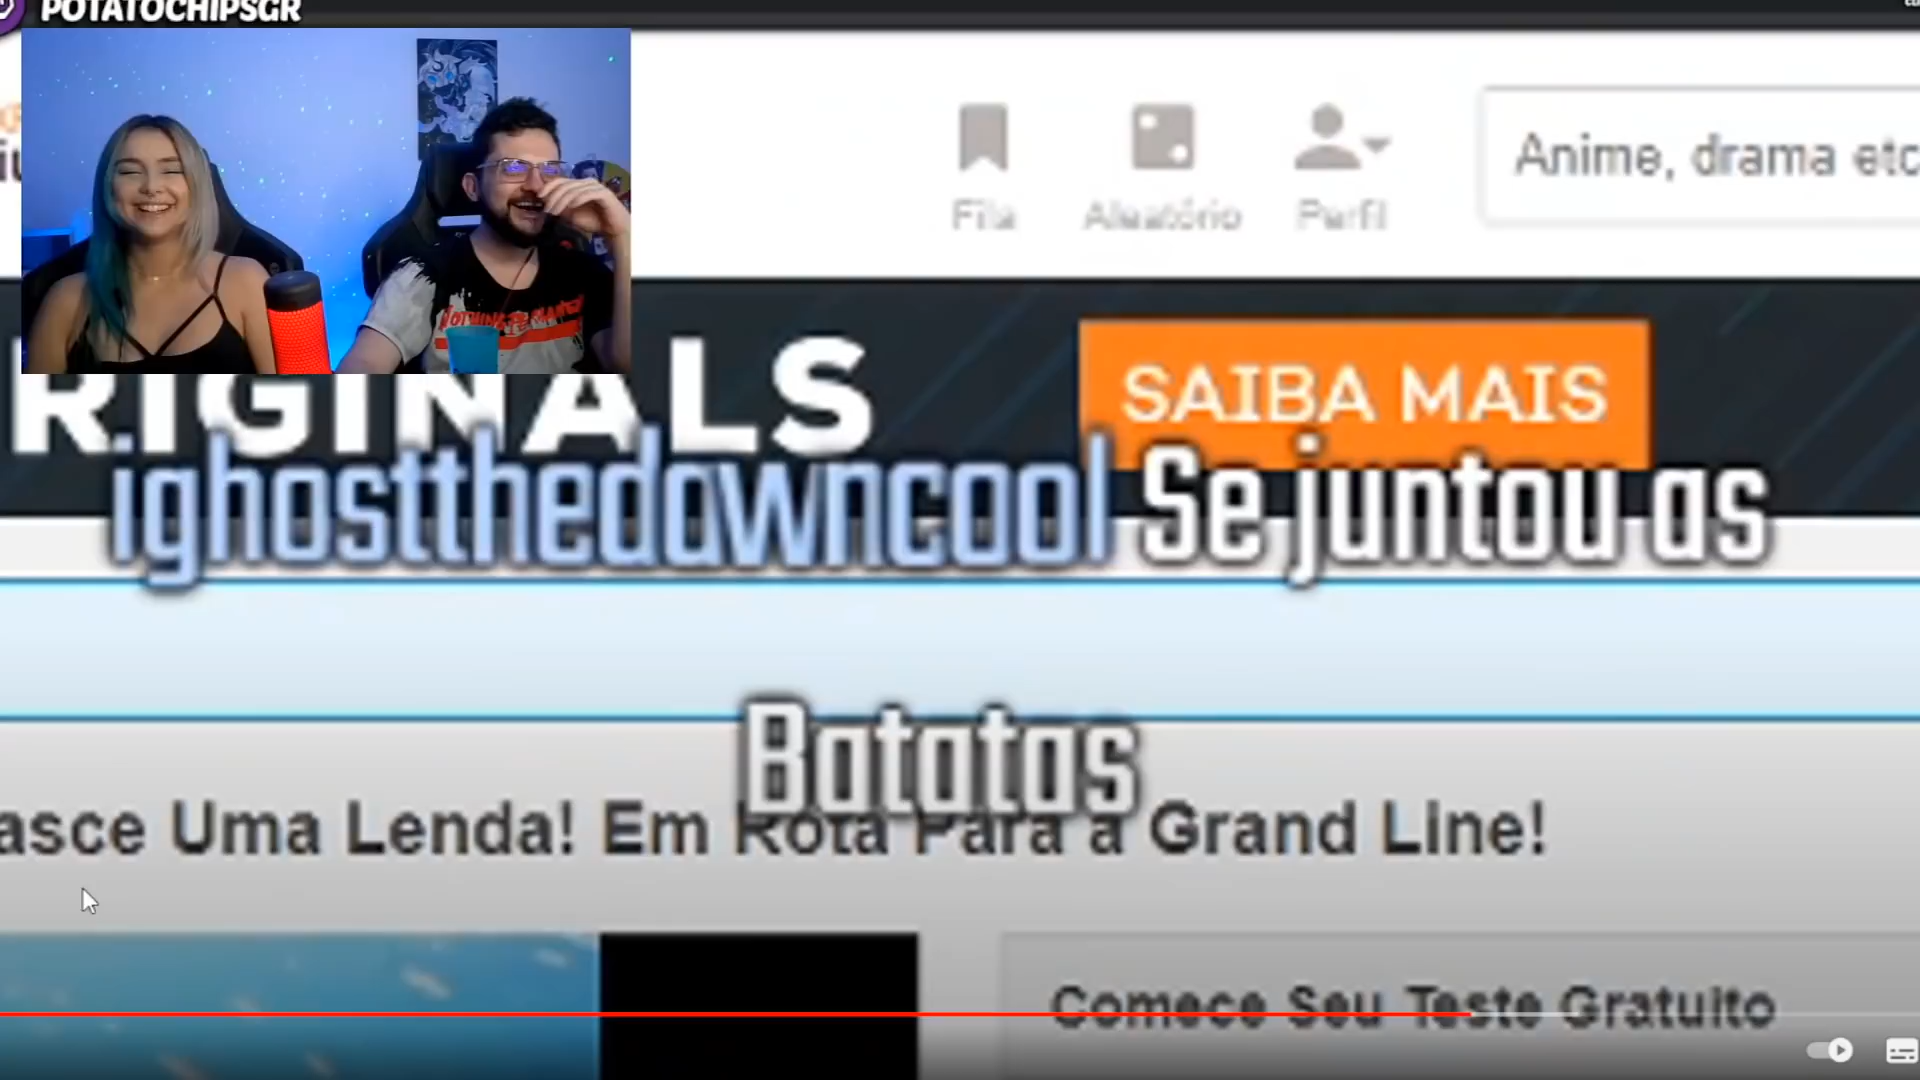 POTATOCHIPSGR
Fila
Aleatório
Perfil
Anime, drama etc
RIGINALS
SAIBA MAIS
ighostthedawncool Se juntou as
Batatas
asce Uma Lenda! Em Rota Para a Grand Line!
Comece Seu Teste Gratuito